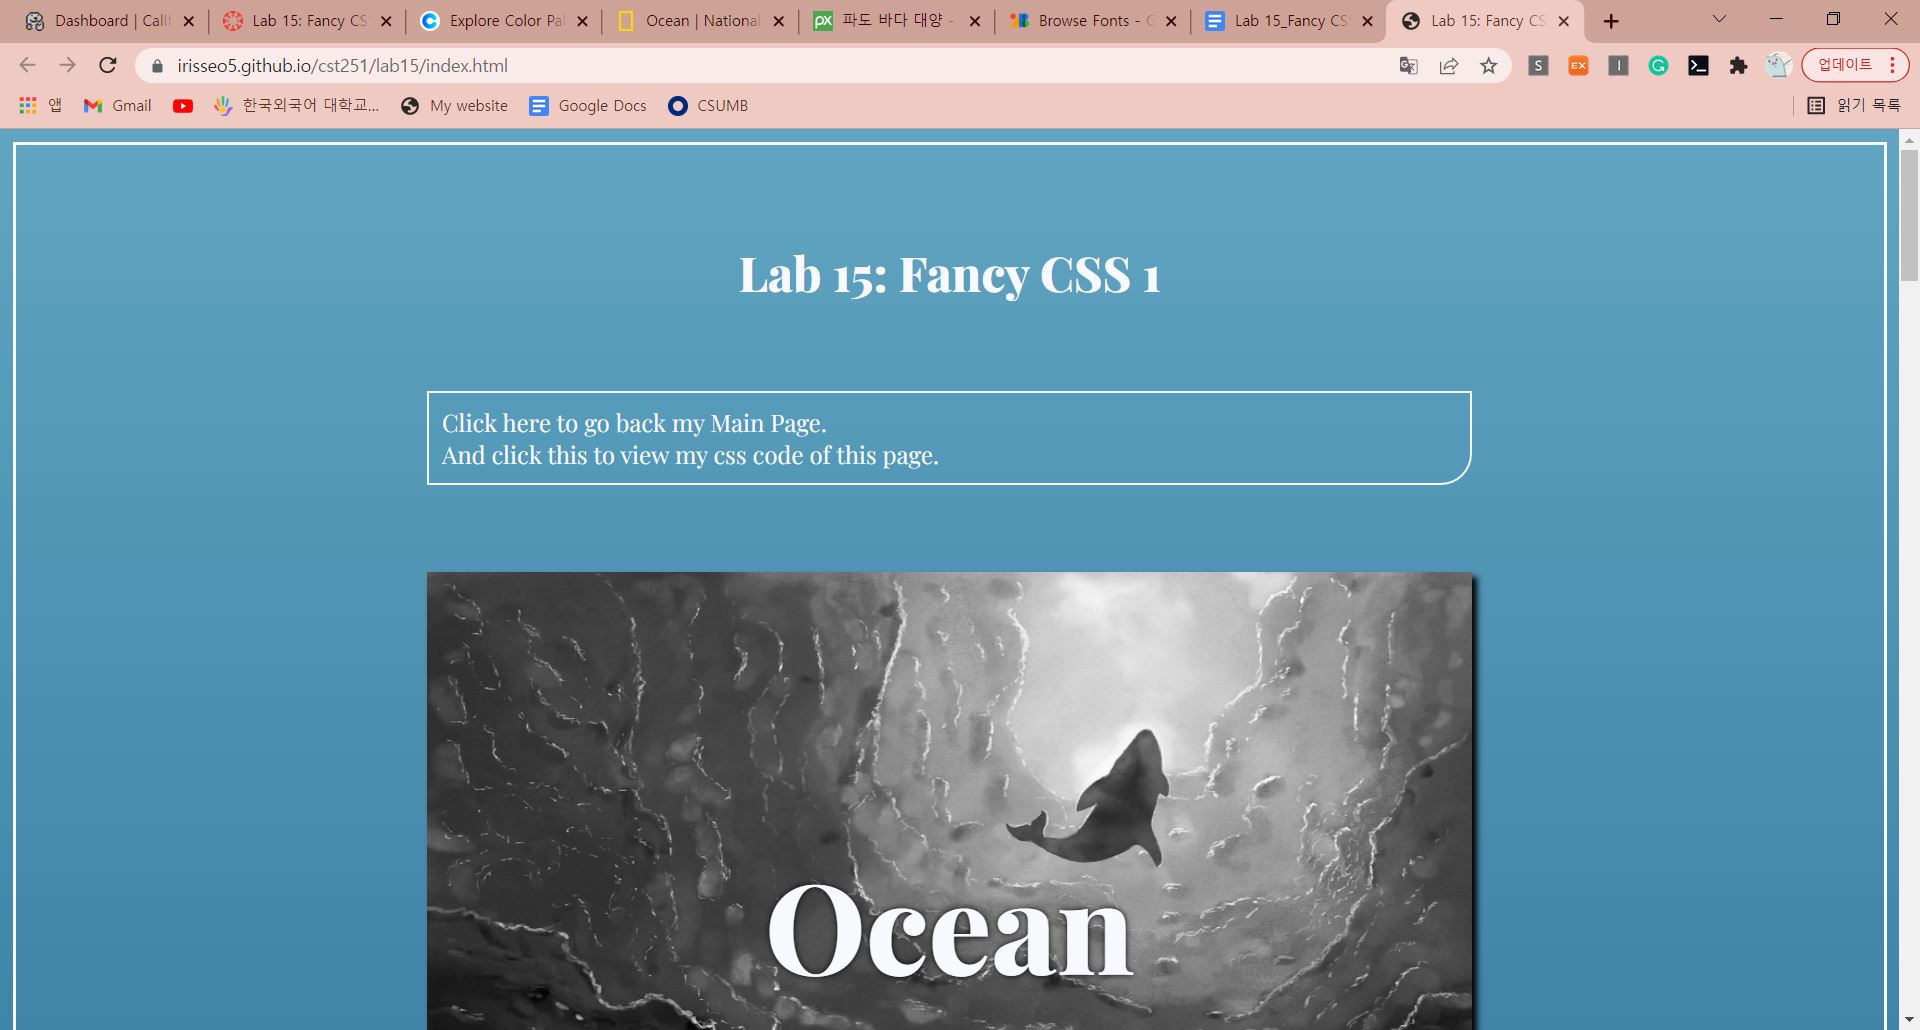 Dashboard | Calif
Lab 15: Fancy CS
Explore Color Pal
Ocean | National
파도 바다 대양 -
Browse Fonts - G
Lab 15_Fancy CS
Lab 15: Fancy CS
irisseo5.github.io/cst251/lab15/index.html
업데이트
앱
Gmail
한국외국어 대학교...
My website
Google Docs
CSUMB
읽기 목록
Lab 15: Fancy CSS 1
Click here to go back my Main Page.
And click this to view my css code of this page.
Ocean